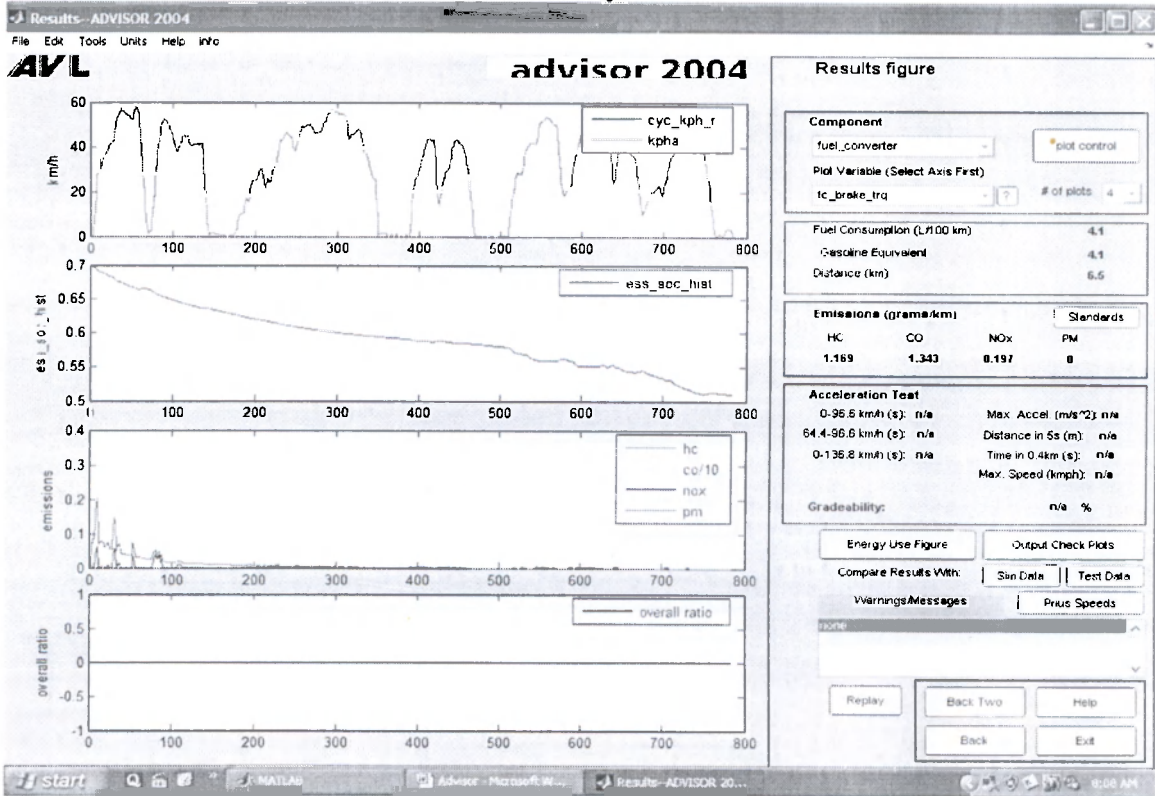 Results--ADVISOR 2004
File Edit Tools Units Help info
AVL
advisor 2004
60
40
20
0
km/h
cyc_kph_r
kpha
0 100 200 300 400 500 600 700 800
0.7
0.65
0.6
0.55
0.5
ess_soc_hist
ess_soc_hist
0 100 200 300 400 500 600 700 800
0.4
0.3
0.2
0.1
0
emissions
hc
co/10
nox
pm
0 100 200 300 400 500 600 700 800
1
0.5
0
-0.5
-1
overall ratio
overall ratio
0 100 200 300 400 500 600 700 800
Results figure
Component
fuel_converter
plot control
Plot Variable (Select Axis First)
fc_brake_trq
?
# of plots 4
Fuel Consumption (L/100 km) 4.1
Gasoline Equivalent 4.1
Distance (km) 6.5
Emissions (grams/km) Standards
HC CO NOx PM
1.169 1.343 0.197 0
Acceleration Test
0-96.6 km/h (s): n/a Max. Accel. (m/s^2): n/a
64.4-96.6 km/h (s): n/a Distance in 5s (m): n/a
0-136.8 km/h (s): n/a Time in 0.4km (s): n/a
Max. Speed (kmph): n/a
Gradeability: n/a %
Energy Use Figure Output Check Plots
Compare Results With: Sim Data Test Data
Warnings/Messages Prius Speeds
none
Replay Back Two Help
Back Exit
start MATLAB Advisor - Microsoft W... Results--ADVISOR 20... 8:08 AM